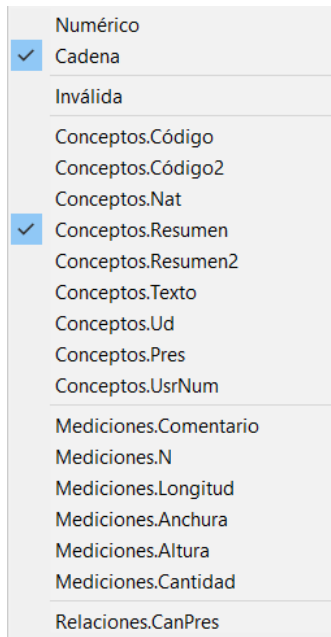 Numérico
Cadena
Inválida
Conceptos.Código
Conceptos.Código2
Conceptos.Nat
Conceptos.Resumen
Conceptos.Resumen2
Conceptos.Texto
Conceptos.Ud
Conceptos.Pres
Conceptos.UsrNum
Mediciones.Comentario
Mediciones.N
Mediciones.Longitud
Mediciones.Anchura
Mediciones.Altura
Mediciones.Cantidad
Relaciones.CanPres